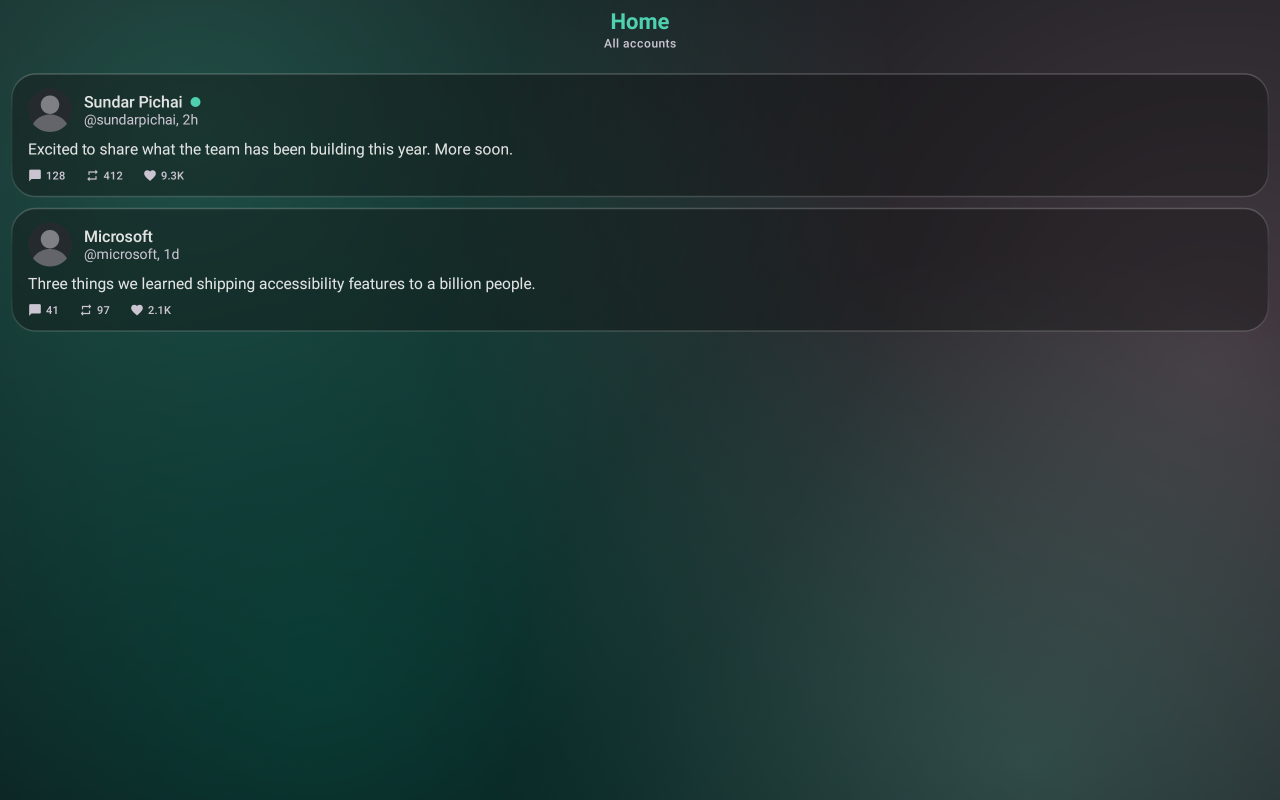 Home
All accounts
Sundar Pichai
@sundarpichai, 2h
Excited to share what the team has been building this year. More soon.
128 412 9.3K
Microsoft
@microsoft, 1d
Three things we learned shipping accessibility features to a billion people.
41 97 2.1K